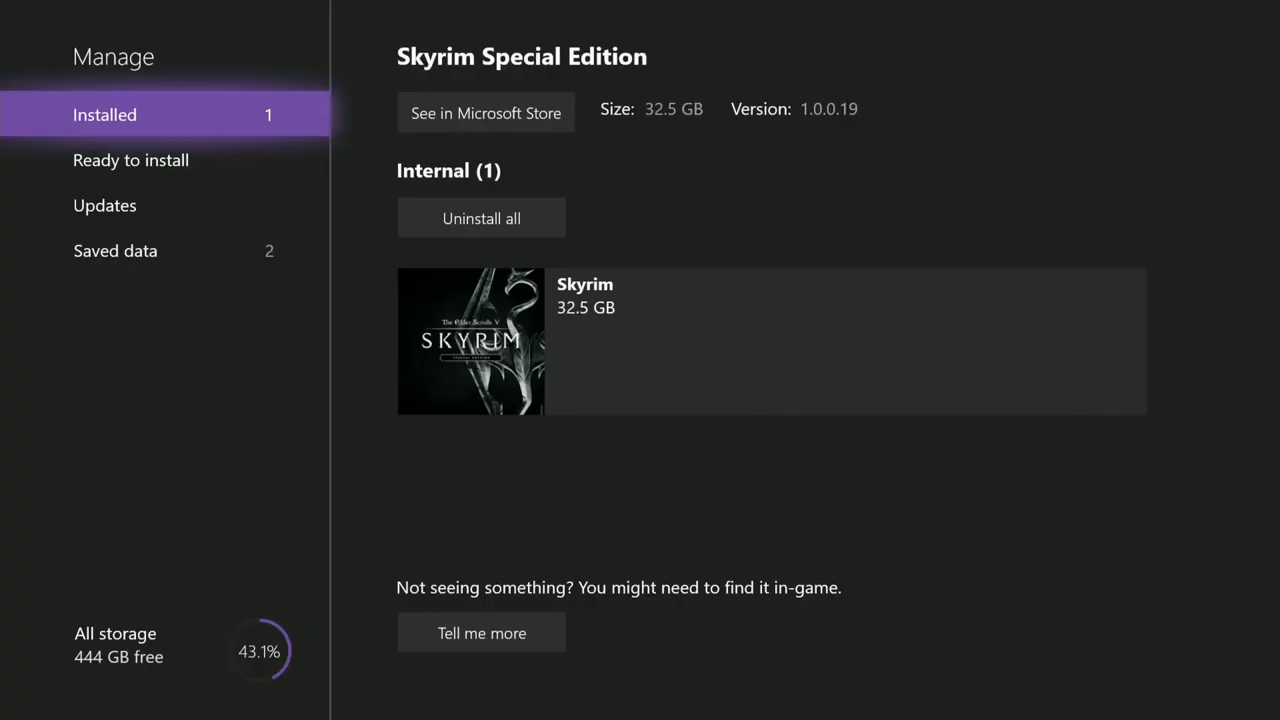 Manage
Installed 1
Ready to install
Updates
Saved data 2
All storage
444 GB free
43.1%
Skyrim Special Edition
See in Microsoft Store
Size: 32.5 GB Version: 1.0.0.19
Internal (1)
Uninstall all
The Elder Scrolls V
SKYRIM
SPECIAL EDITION
Skyrim
32.5 GB
Not seeing something? You might need to find it in-game.
Tell me more